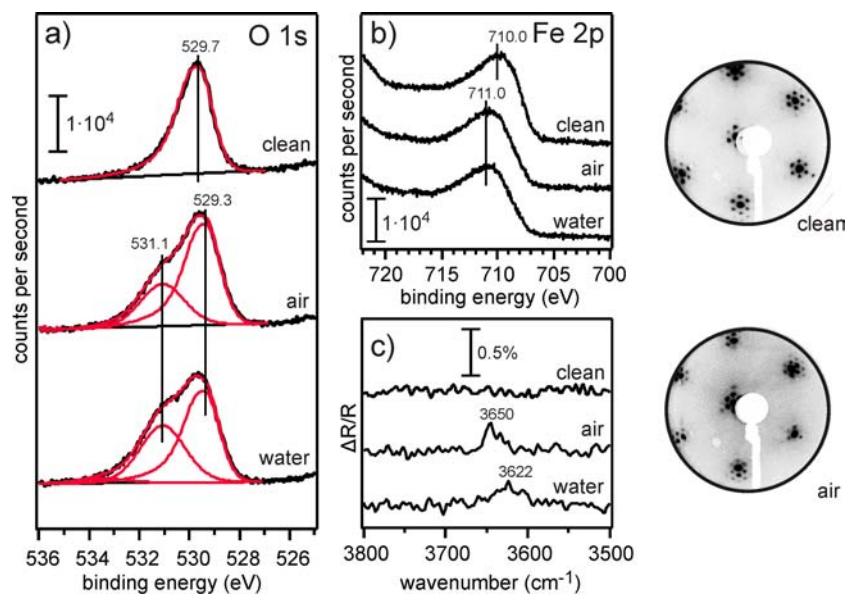 a) O 1s
529.7
1·10⁴
clean
counts per second
529.3
531.1
air
water
536 534 532 530 528 526
binding energy (eV)
b) Fe 2p
710.0
711.0
counts per second
clean
air
water
1·10⁴
720 715 710 705 700
binding energy (eV)
c)
0.5%
clean
3650
air
ΔR/R
3622
water
3800 3700 3600 3500
wavenumber (cm⁻¹)
clean
air